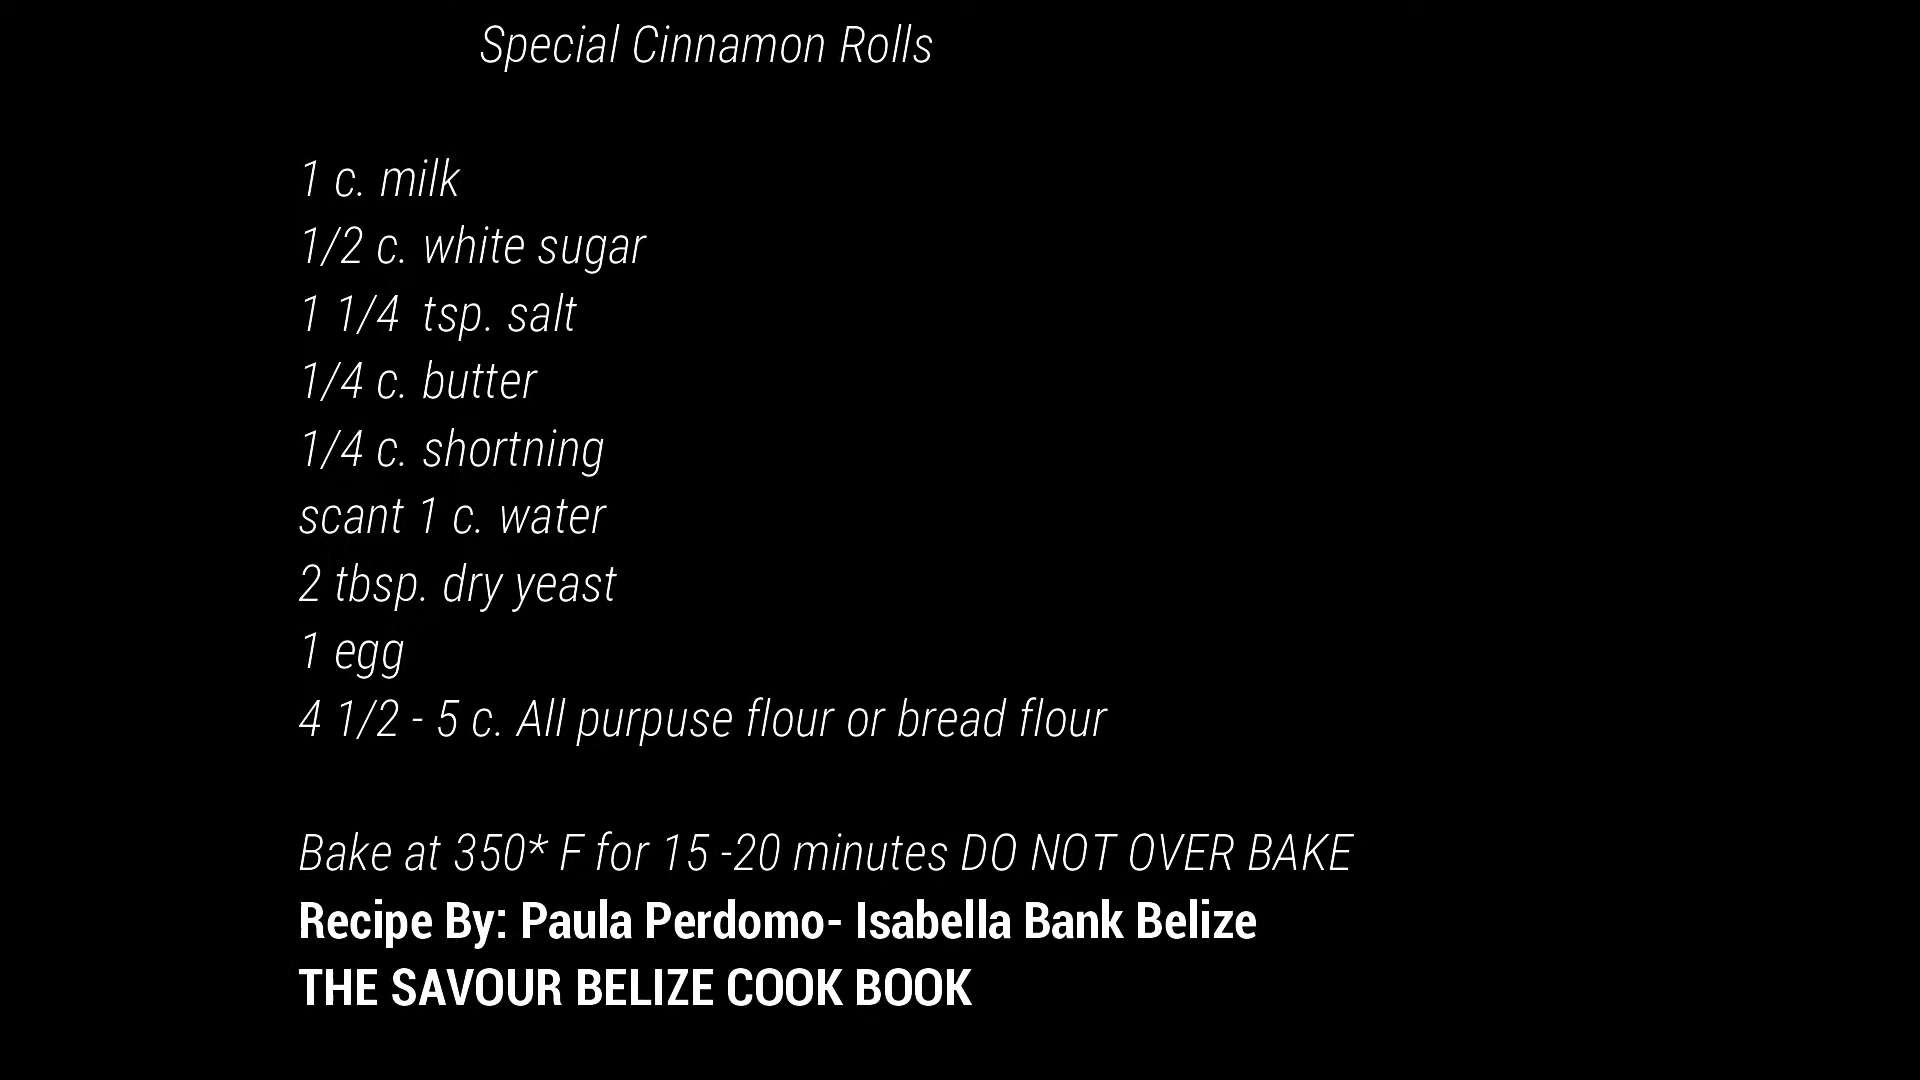 Special Cinnamon Rolls
1 c. milk
1/2 c. white sugar
1 1/4  tsp. salt
1/4 c. butter
1/4 c. shortning
scant 1 c. water
2 tbsp. dry yeast
1 egg
4 1/2 - 5 c. All purpuse flour or bread flour
Bake at 350* F for 15 -20 minutes DO NOT OVER BAKE
Recipe By: Paula Perdomo- Isabella Bank Belize
THE SAVOUR BELIZE COOK BOOK